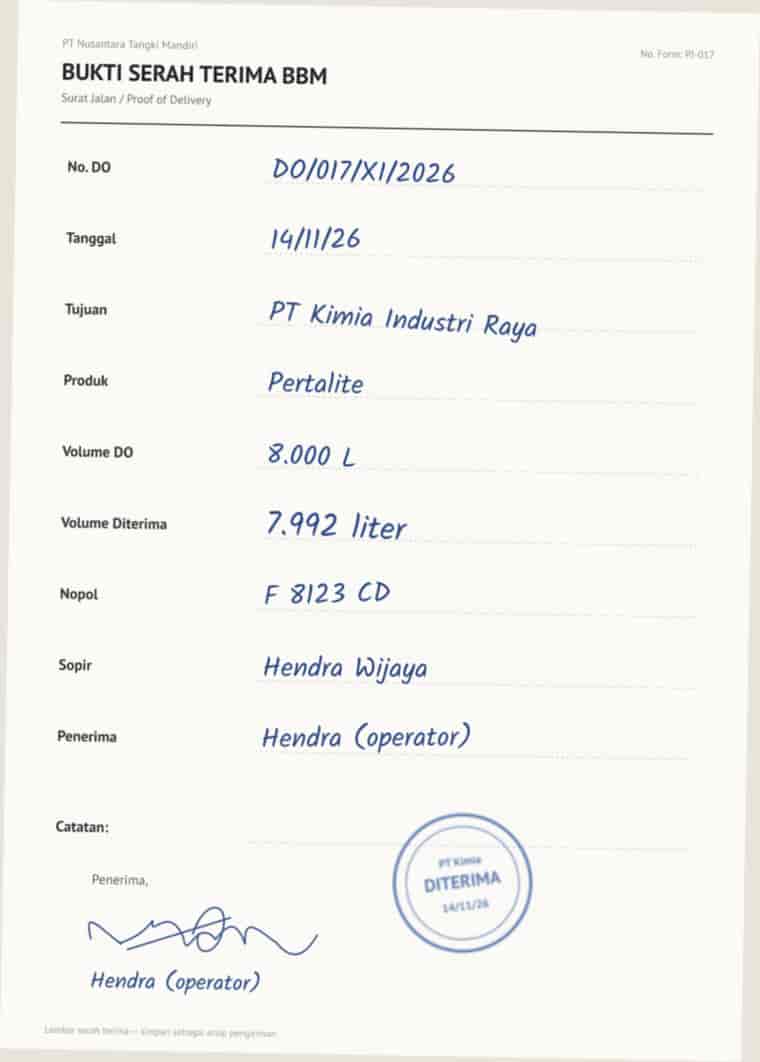 PT Nusantara Tangki Mandiri
No. Form: PJ-017
BUKTI SERAH TERIMA BBM
Surat Jalan / Proof of Delivery
No. DO DO/017/XI/2026
Tanggal 14/11/26
Tujuan PT Kimia Industri Raya
Produk Pertalite
Volume DO 8.000 L
Volume Diterima 7.992 liter
Nopol F 8123 CD
Sopir Hendra Wijaya
Penerima Hendra (operator)
Catatan:
PT Kimia
DITERIMA
14/11/26
Penerima,
Hendra (operator)
Lembar serah terima — simpan sebagai arsip pengiriman